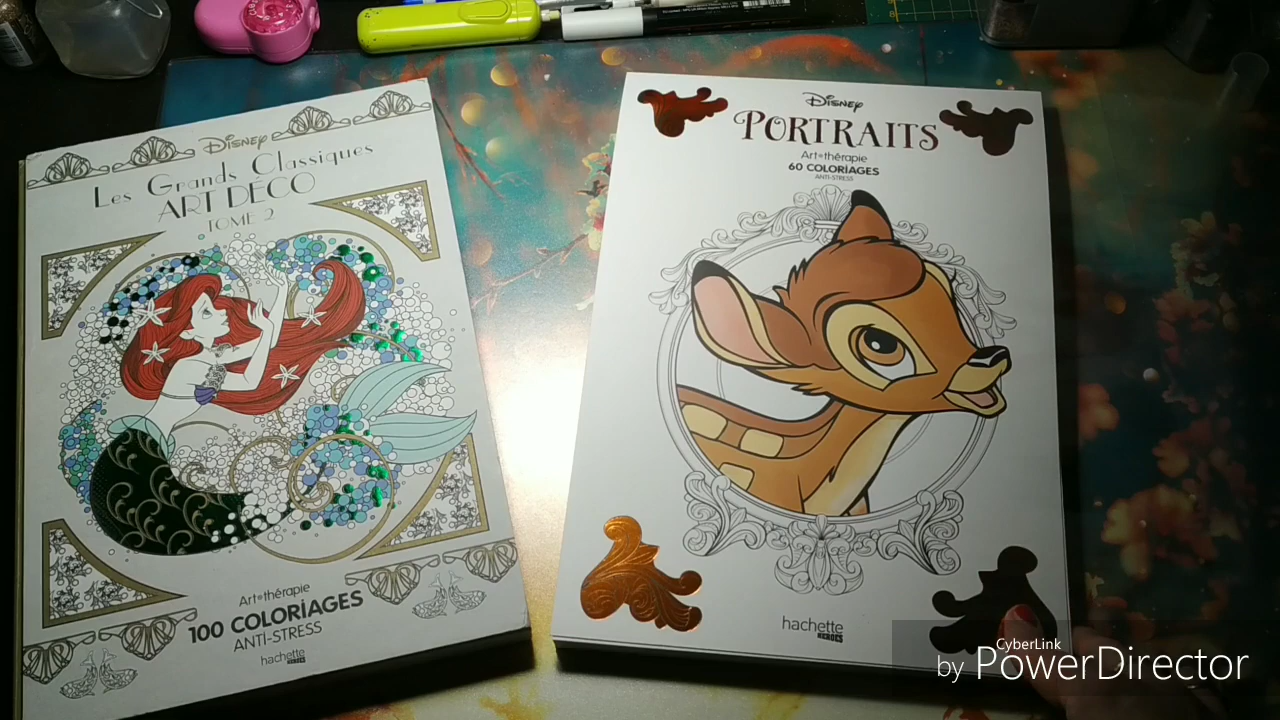 Disney
Les Grands Classiques
ART DÉCO
TOME 2
Art-thérapie
100 COLORIAGES
ANTI-STRESS
hachette
Disney
PORTRAITS
Art-thérapie
60 COLORIAGES
ANTI-STRESS
hachette
CyberLink
by PowerDirector